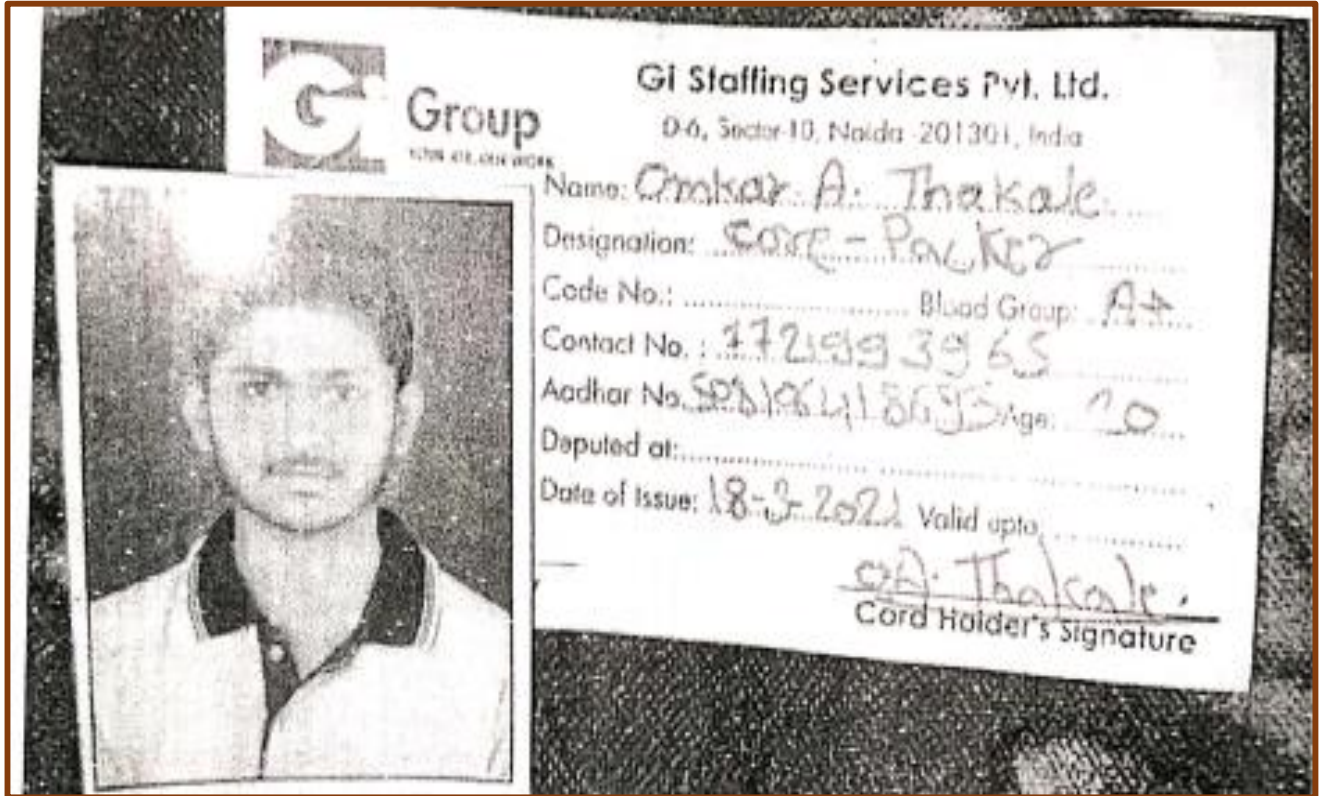 Gi Group
Gi Staffing Services Pvt. Ltd.
D-6, Sector-10, Noida -201301, India
Name: Omkar A. Thakale
Designation: Packer
Code No.: Blood Group: A+
Contact No. :
Aadhar No. Age:
Deputed at:
Date of Issue: 18-3-2021 Valid upto
A. Thakale.
Card Holder's Signature